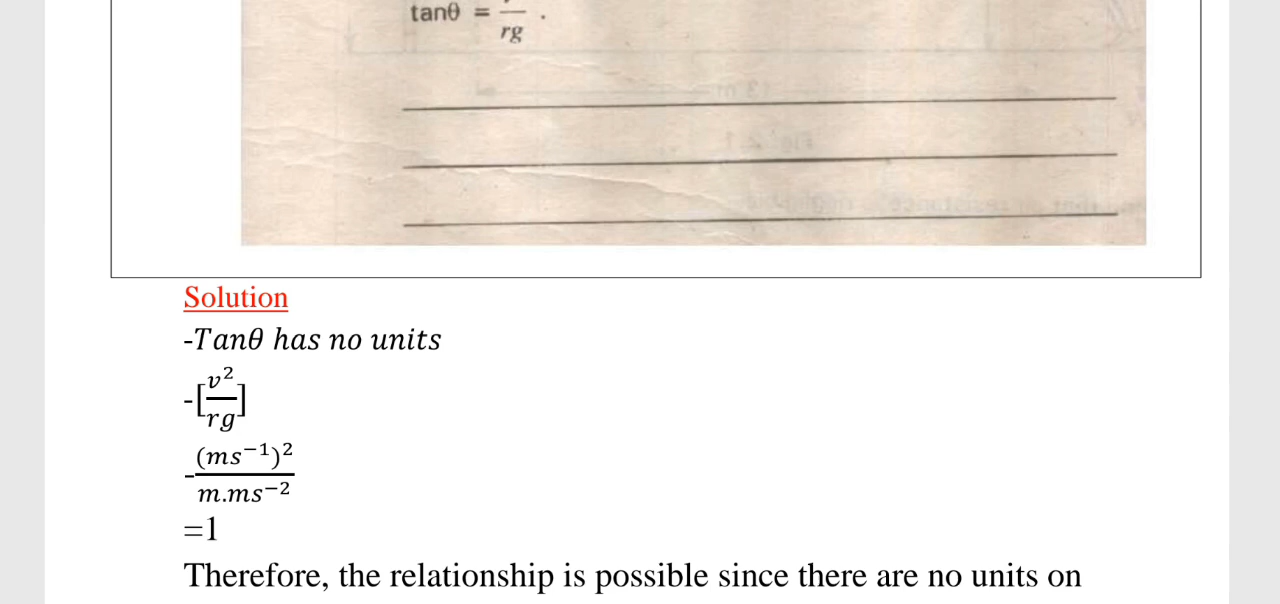 tanθ = — .
rg
Solution
-Tanθ has no units
-[v²/rg]
-(ms⁻¹)²/m.ms⁻²
=1
Therefore, the relationship is possible since there are no units on